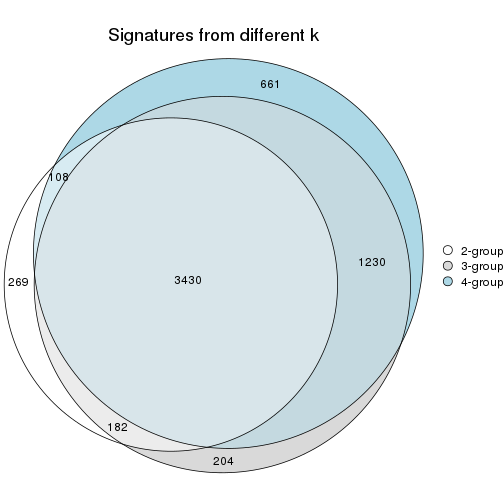 Signatures from different k
661
108
1230
269
3430
182
204
2-group
3-group
4-group